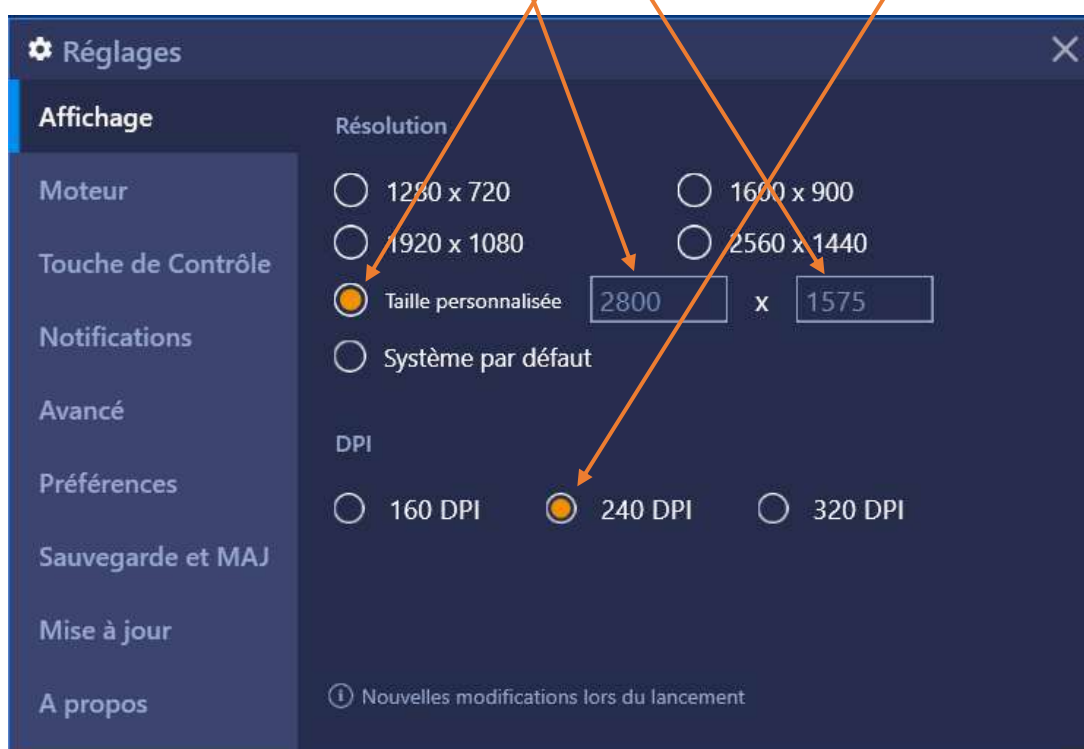 Réglages
Affichage
Moteur
Touche de Contrôle
Notifications
Avancé
Préférences
Sauvegarde et MAJ
Mise à jour
A propos
Résolution
1280 x 720 1600 x 900
1920 x 1080 2560 x 1440
Taille personnalisée 2800 x 1575
Système par défaut
DPI
160 DPI 240 DPI 320 DPI
Nouvelles modifications lors du lancement